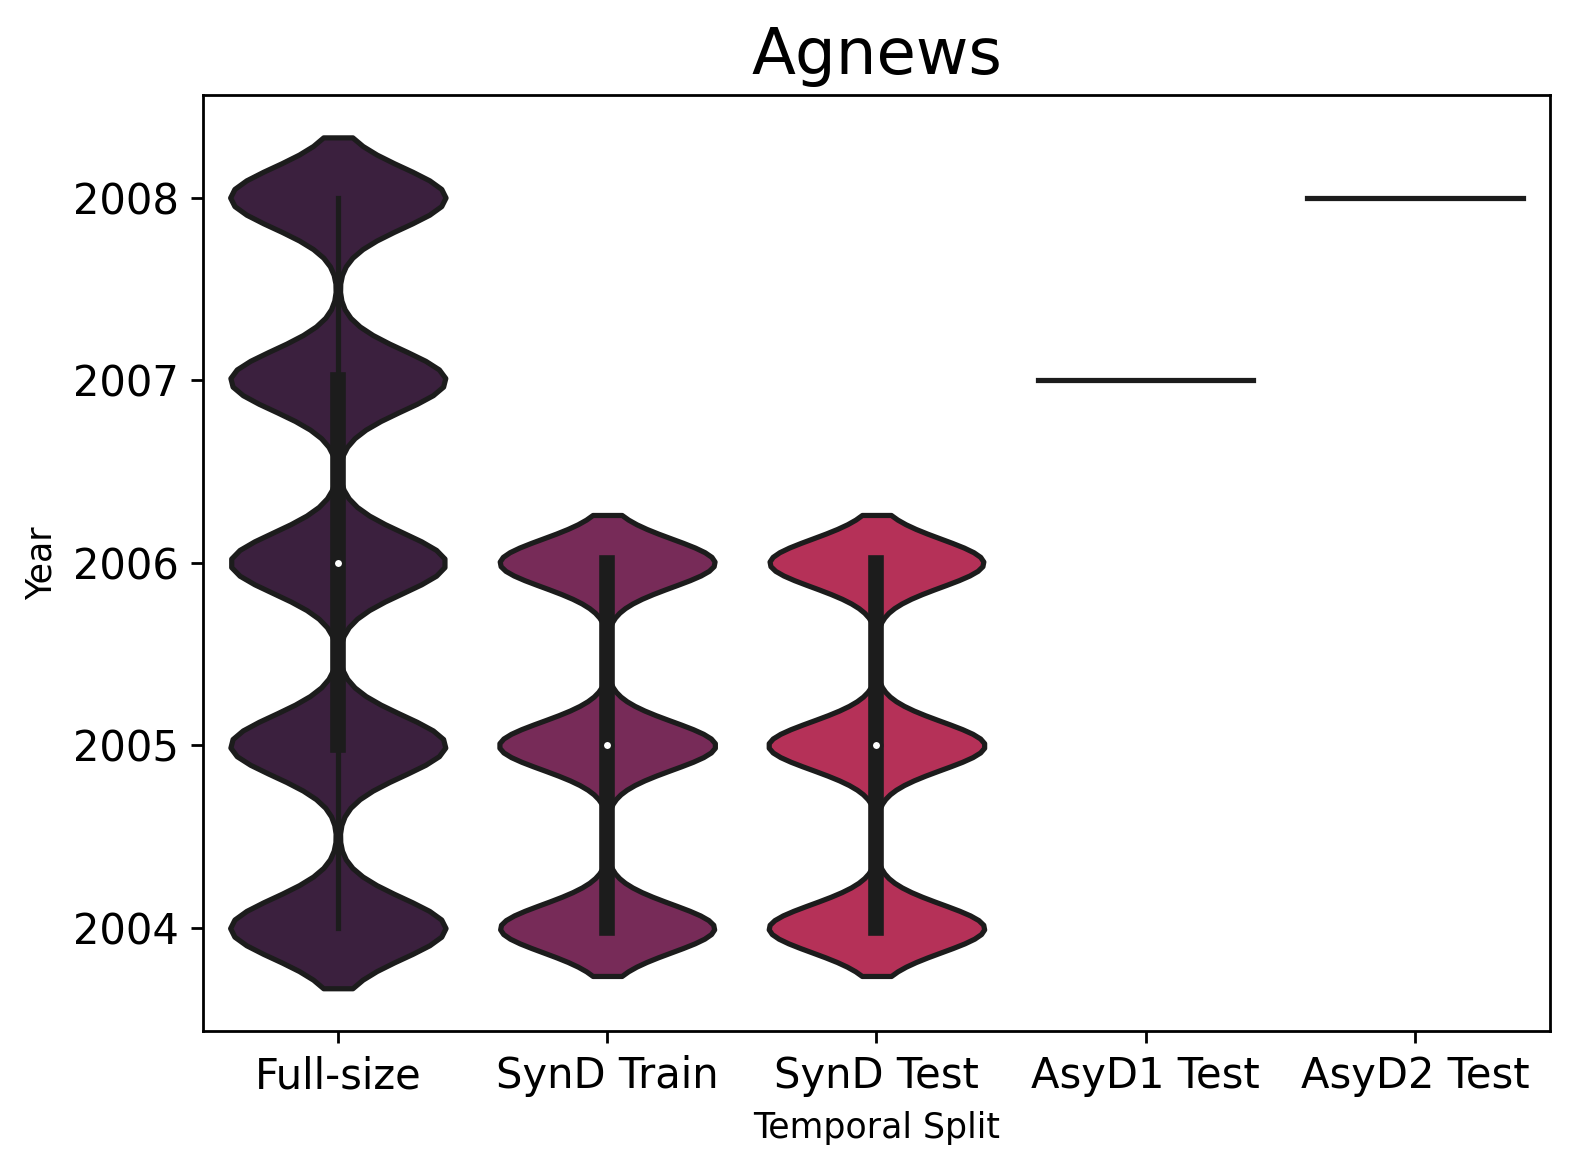 Agnews
Year
2008
2007
2006
2005
2004
Full-size
SynD Train
SynD Test
AsyD1 Test
AsyD2 Test
Temporal Split